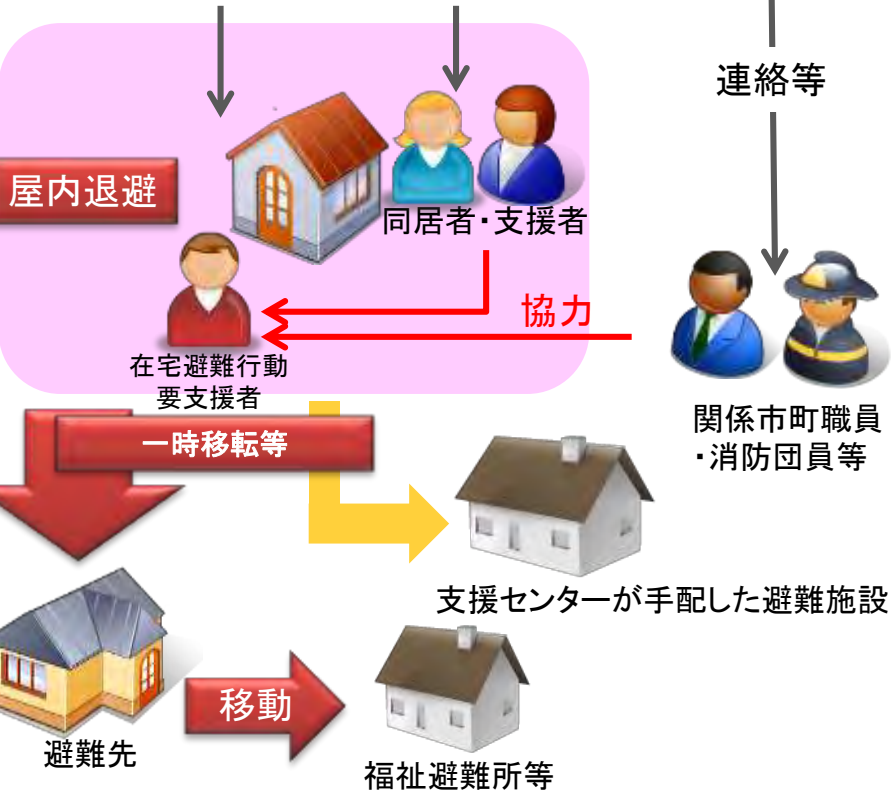 連絡等
屋内退避
同居者・支援者
協力
在宅避難行動
要支援者
関係市町職員
・消防団員等
一時移転等
支援センターが手配した避難施設
移動
避難先
福祉避難所等